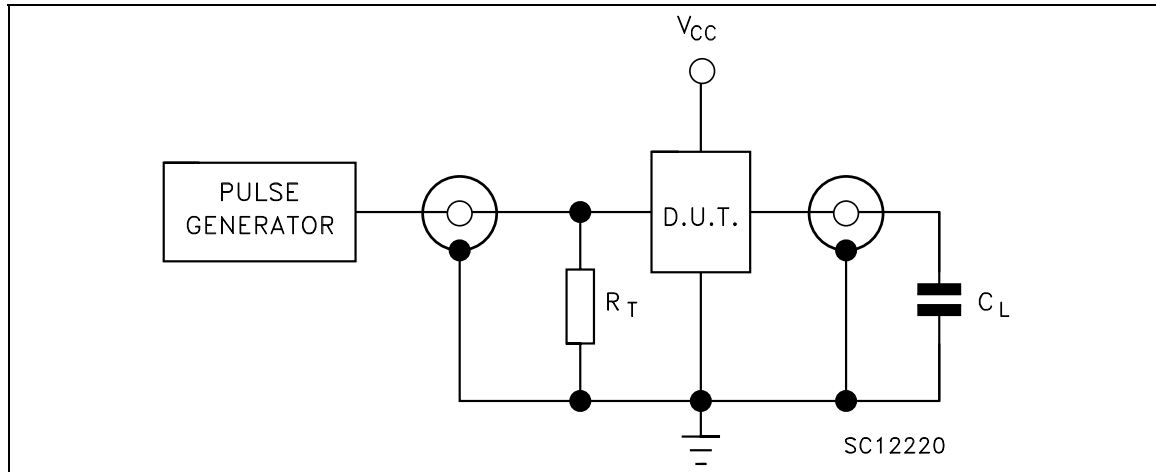 VCC
PULSE
GENERATOR
D.U.T.
RT
CL
SC12220